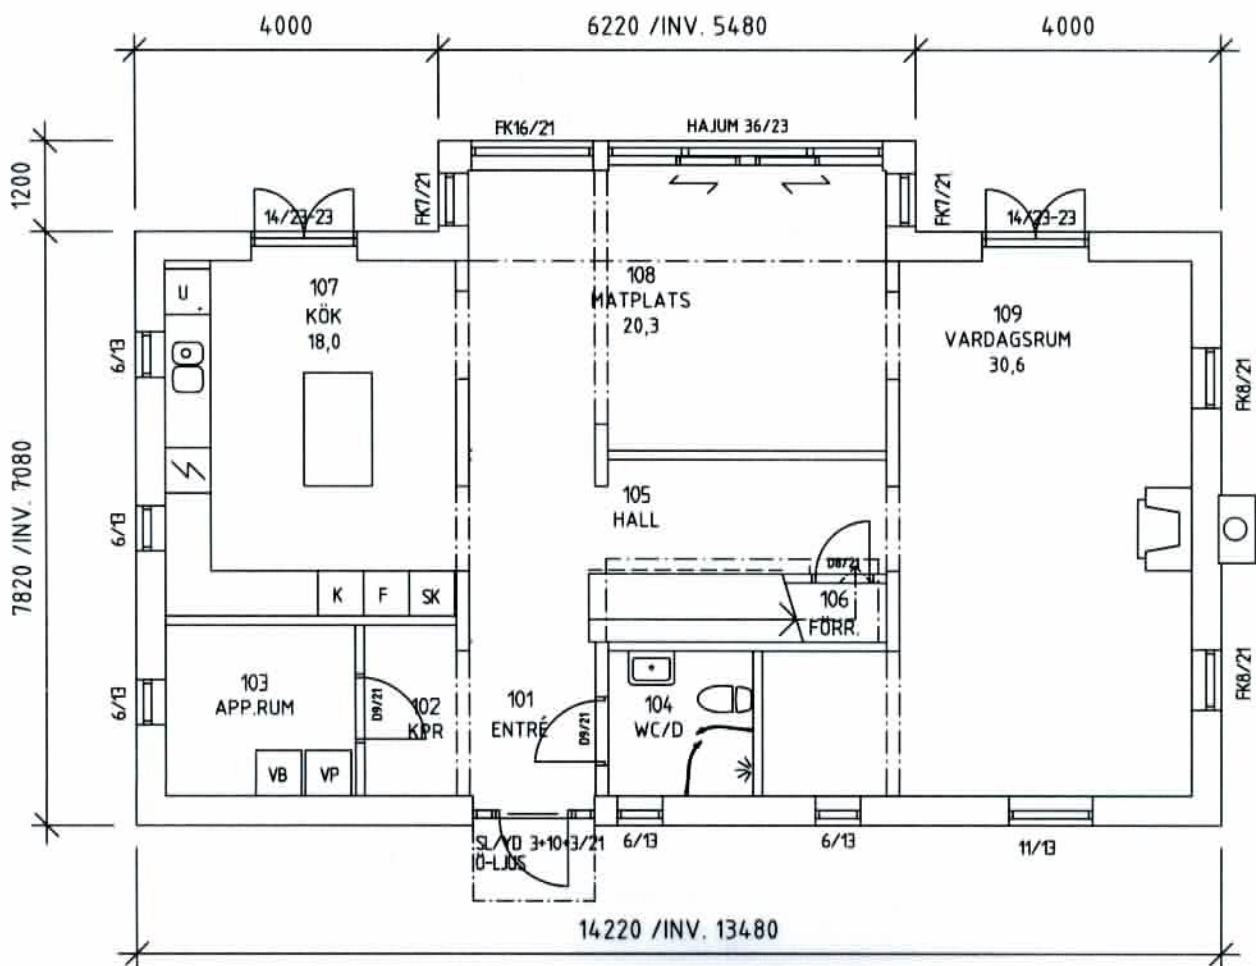 4000
6220 /INV. 5480
4000
FK16/21
HAJUM 36/23
1200
FK7/21
FK7/21
14/23-23
14/23-23
U
107
KÖK
18,0
108
MATPLATS
20,3
109
VARDAGSRUM
30,6
6/13
FK8/21
7820 /INV. 7080
105
HALL
6/13
D8/21
K
F
SK
106
FÖRR.
103
APP.RUM
6/13
D9/21
102
KPR
101
ENTRÉ
D9/21
104
WC/D
FK8/21
VB
VP
SL/YD 3+10+3/21
Ö-LJUS
6/13
6/13
11/13
14220 /INV. 13480